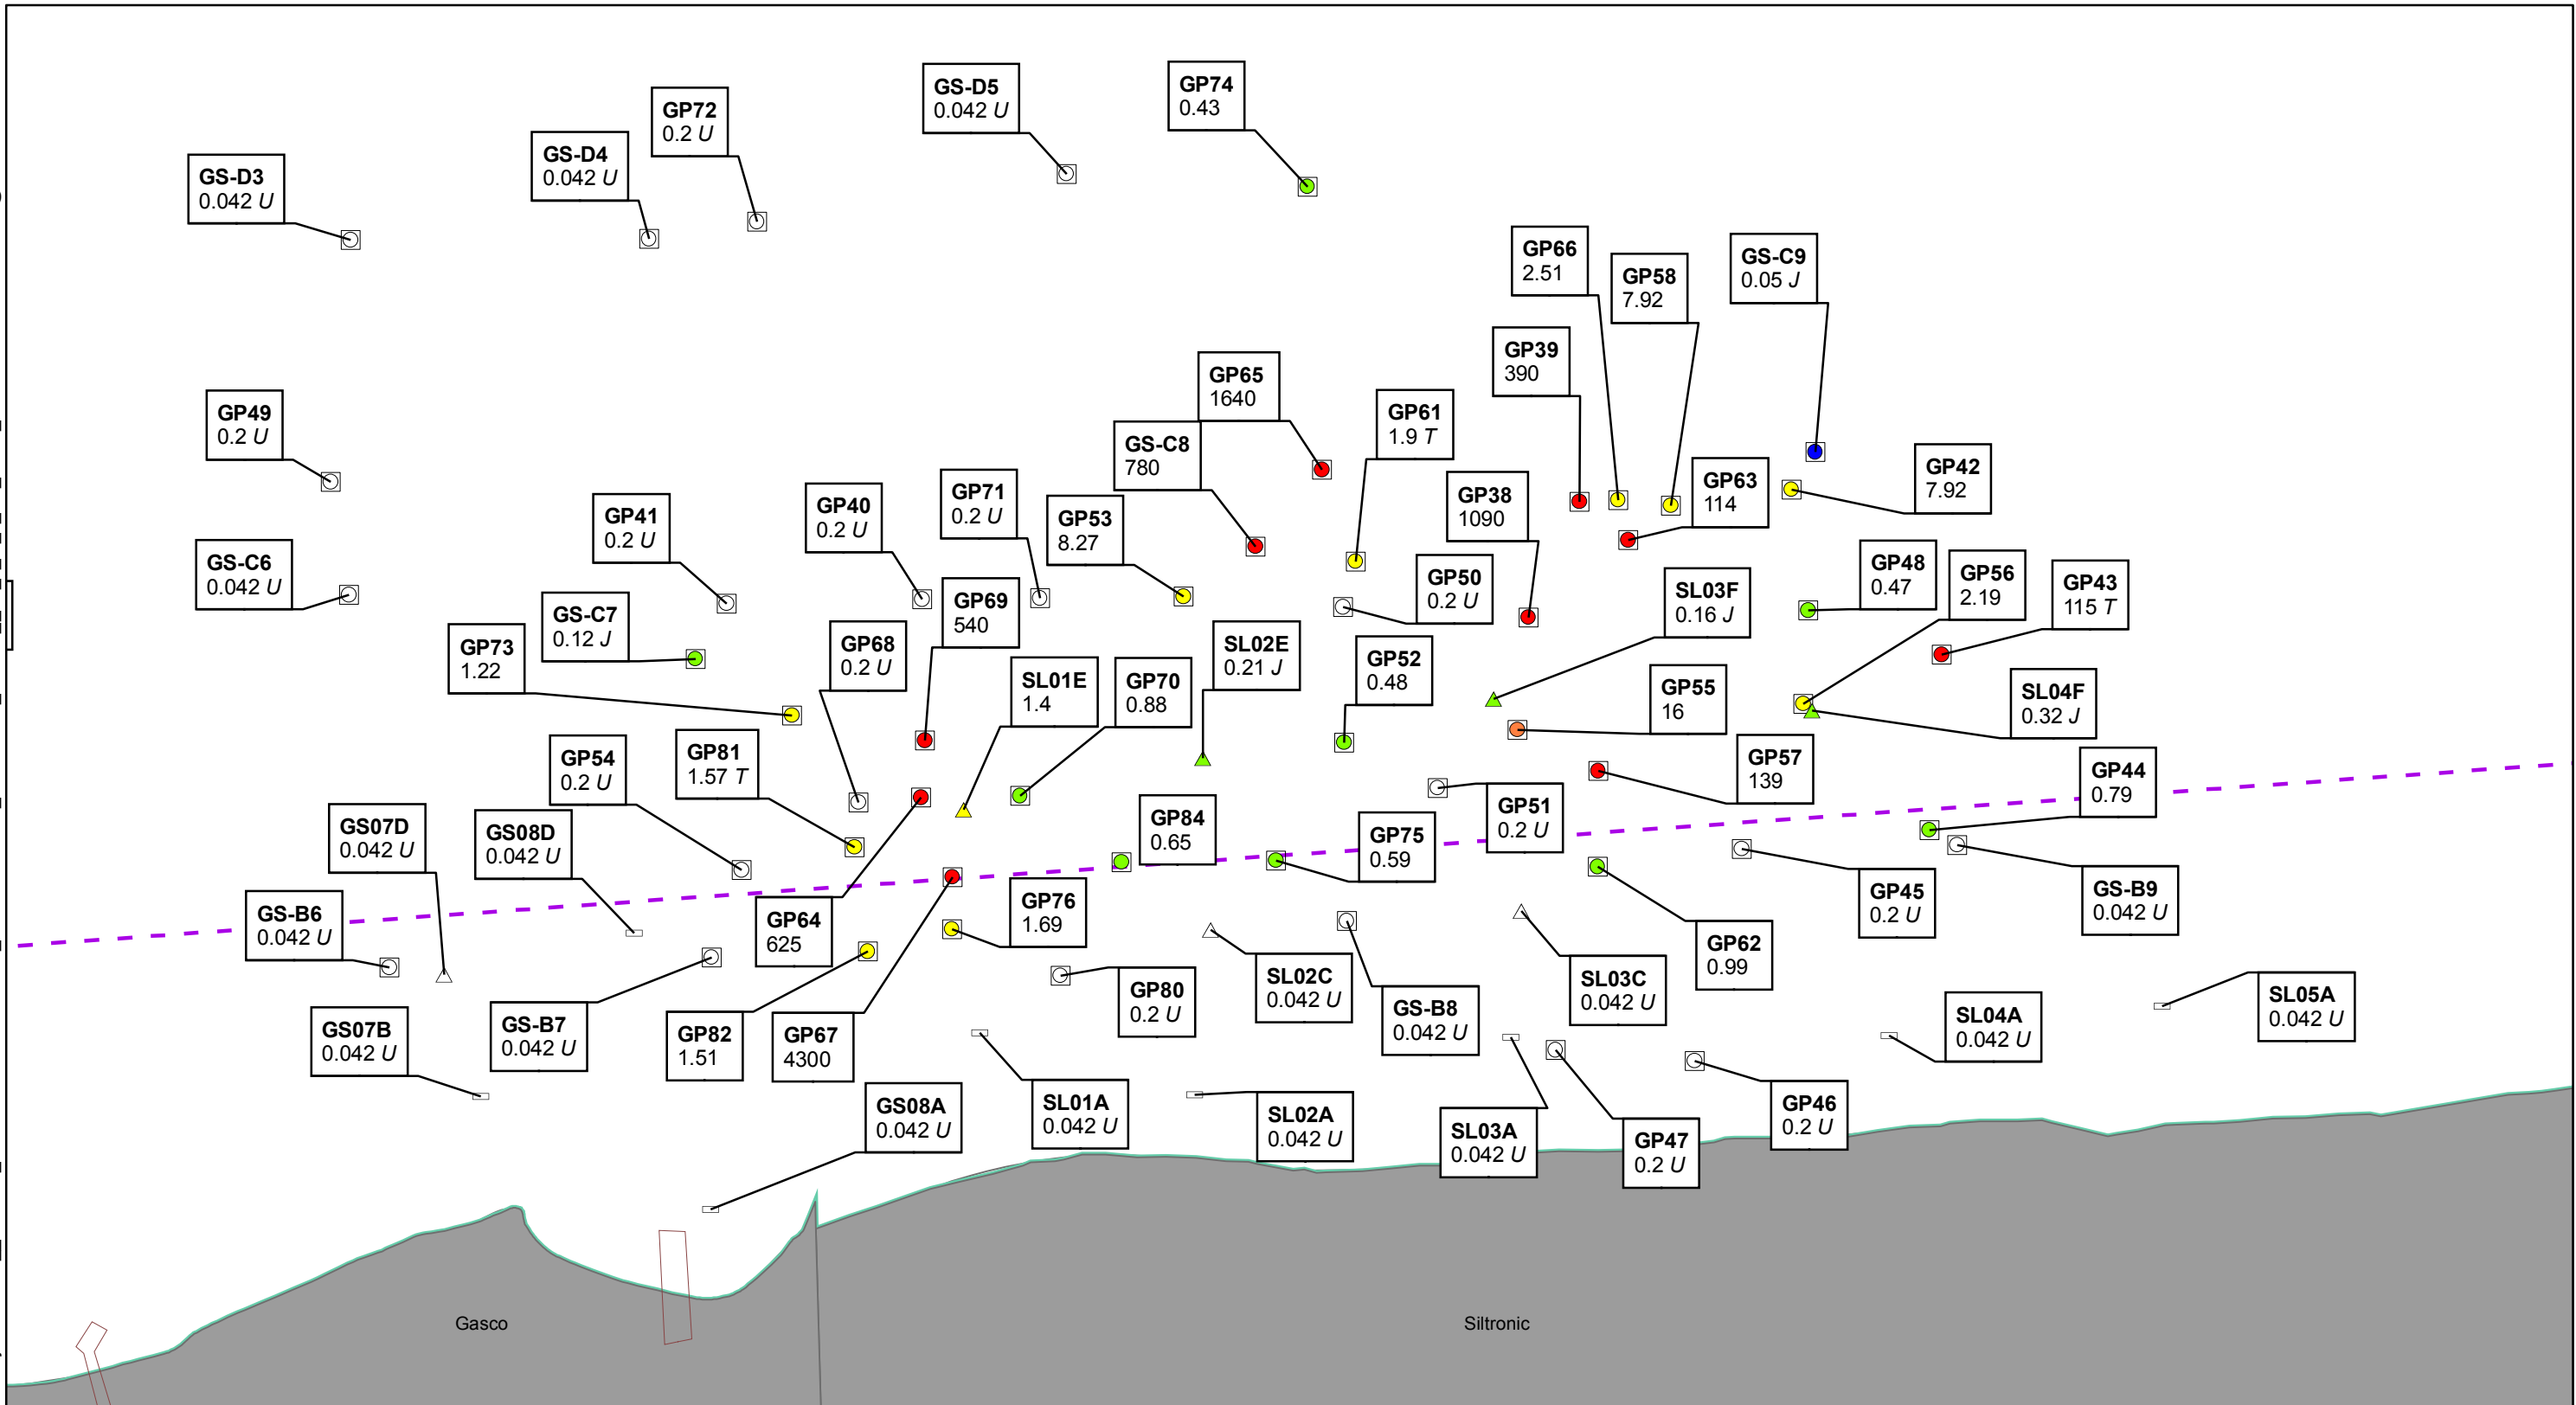 GS-D5
0.042 U
GP74
0.43
GP72
0.2 U
GS-D4
0.042 U
GS-D3
0.042 U
GP66
2.51
GS-C9
0.05 J
GP58
7.92
GP39
390
GP65
1640
GP61
1.9 T
GP49
0.2 U
GS-C8
780
GP42
7.92
GP63
114
GP38
1090
GP71
0.2 U
GP40
0.2 U
GP41
0.2 U
GP53
8.27
GS-C6
0.042 U
GP48
0.47
GP56
2.19
GP43
115 T
GP50
0.2 U
SL03F
0.16 J
GP69
540
GS-C7
0.12 J
GP68
0.2 U
SL02E
0.21 J
GP73
1.22
GP52
0.48
SL01E
1.4
GP70
0.88
GP55
16
SL04F
0.32 J
GP81
1.57 T
GP54
0.2 U
GP57
139
GP44
0.79
GP51
0.2 U
GP84
0.65
GS07D
0.042 U
GS08D
0.042 U
GP75
0.59
GS-B9
0.042 U
GP45
0.2 U
GP76
1.69
GS-B6
0.042 U
GP64
625
GP62
0.99
SL02C
0.042 U
SL03C
0.042 U
GP80
0.2 U
SL05A
0.042 U
GS-B8
0.042 U
SL04A
0.042 U
GS-B7
0.042 U
GS07B
0.042 U
GP82
1.51
GP67
4300
SL01A
0.042 U
GS08A
0.042 U
SL02A
0.042 U
GP46
0.2 U
SL03A
0.042 U
GP47
0.2 U
Gasco
Siltronic